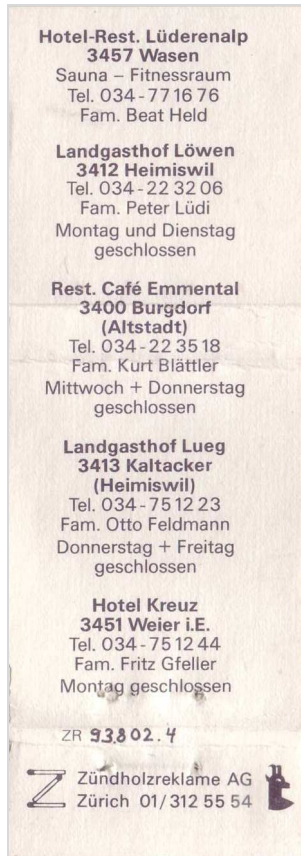 Hotel-Rest. Lüderenalp
3457 Wasen
Sauna – Fitnessraum
Tel. 034-77 16 76
Fam. Beat Held
Landgasthof Löwen
3412 Heimiswil
Tel. 034-22 32 06
Fam. Peter Lüdi
Montag und Dienstag
geschlossen
Rest. Café Emmental
3400 Burgdorf
(Altstadt)
Tel. 034-22 35 18
Fam. Kurt Blättler
Mittwoch + Donnerstag
geschlossen
Landgasthof Lueg
3413 Kaltacker
(Heimiswil)
Tel. 034-75 12 23
Fam. Otto Feldmann
Donnerstag + Freitag
geschlossen
Hotel Kreuz
3451 Weier i.E.
Tel. 034-75 12 44
Fam. Fritz Gfeller
Montag geschlossen
ZR 93.802.4
Zündholzreklame AG
Zürich 01/312 55 54